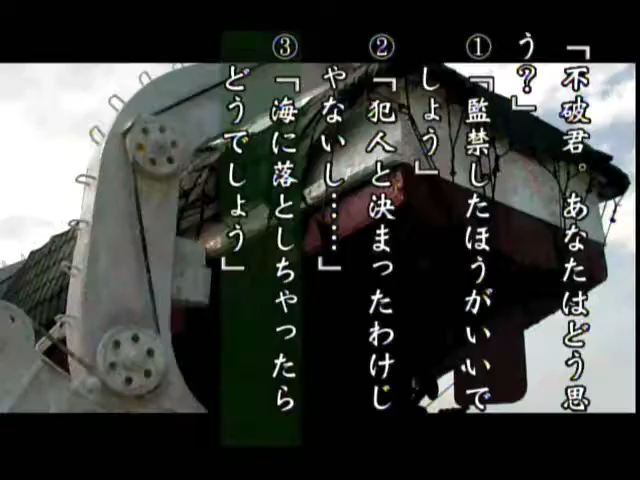 「不破君。あなたはどう思
う？」
①「監禁したほうがいいで
しょう」
②「犯人と決まったわけじ
ゃないし……」
③「海に落としちゃったら
どうでしょう」